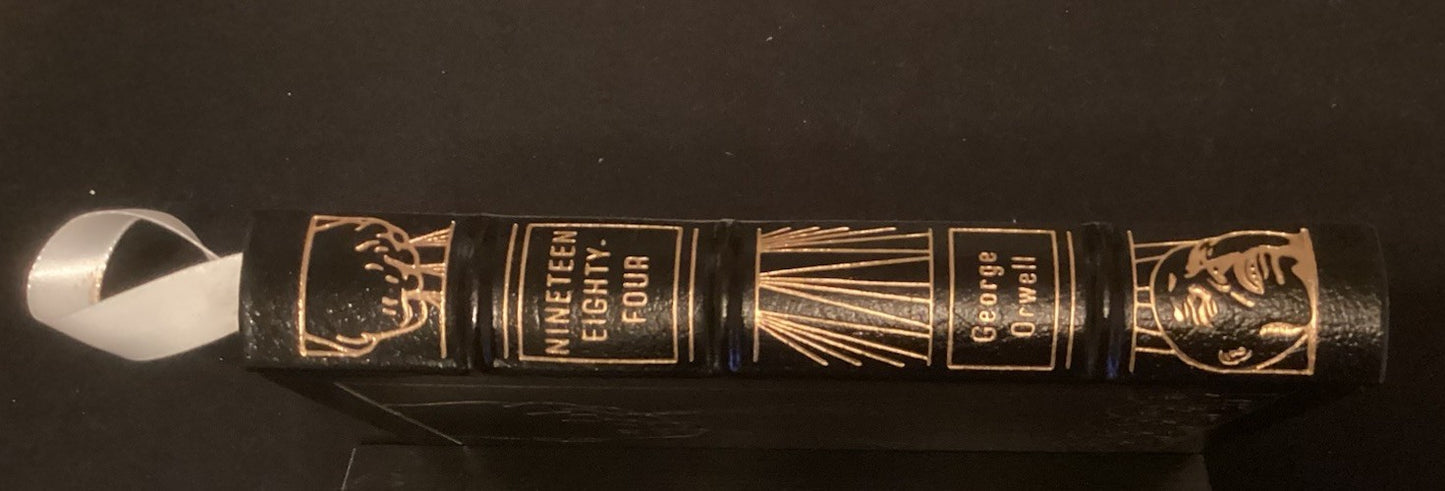 NINETEEN
EIGHTY-
FOUR
George
Orwell